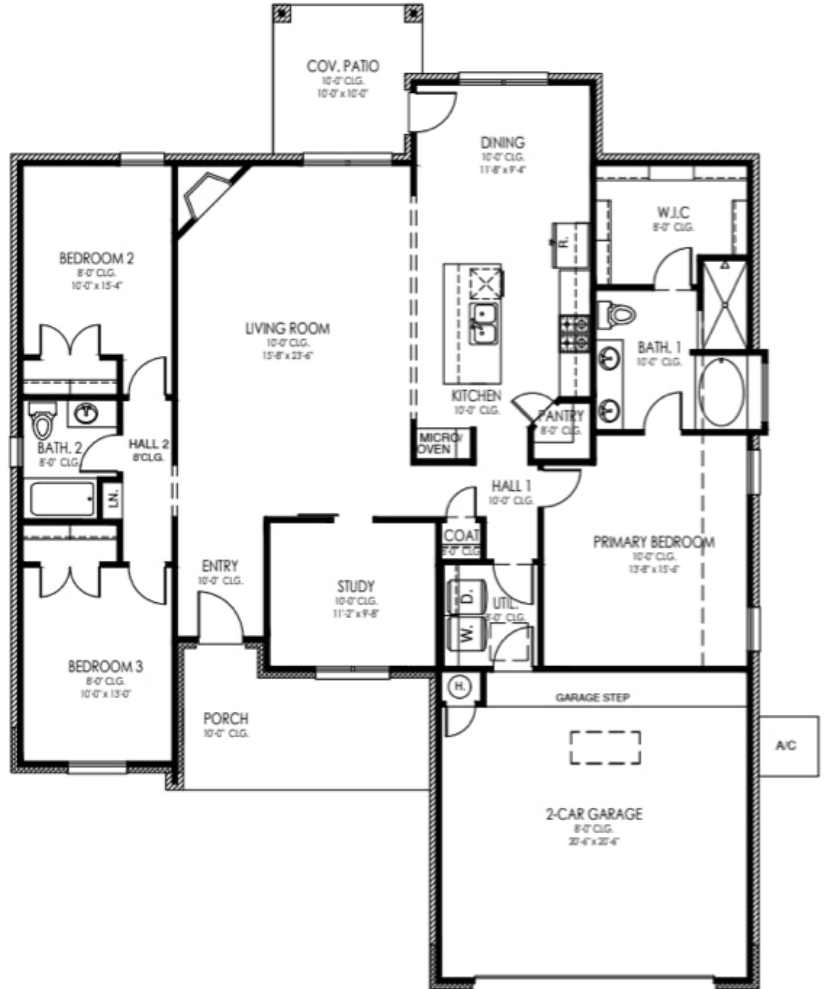 COV. PATIO
10'-0" CLG.
10'-0" x 10'-0"
DINING
10'-0" CLG.
11'-8" x 9'-4"
W.I.C
8'-0" CLG.
R.
BEDROOM 2
8'-0" CLG.
10'-0" x 15'-4"
LIVING ROOM
10'-0" CLG.
15'-8" x 23'-6"
BATH. 1
10'-0" CLG.
KITCHEN
10'-0" CLG.
PANTRY
8'-0" CLG.
MICRO/
OVEN
BATH. 2
8'-0" CLG.
HALL 2
8'CLG.
LN.
HALL 1
10'-0" CLG.
COAT
8'-0" CLG
PRIMARY BEDROOM
10'-0" CLG.
13'-8" x 15'-6"
ENTRY
10'-0" CLG.
STUDY
10'-0" CLG.
11'-2" x 9'-8"
D.
W.
UTIL.
8'-0" CLG.
BEDROOM 3
8'-0" CLG.
10'-0" x 13'-0"
H.
GARAGE STEP
PORCH
10'-0" CLG.
A/C
2-CAR GARAGE
8'-0" CLG.
20'-6" x 20'-6"